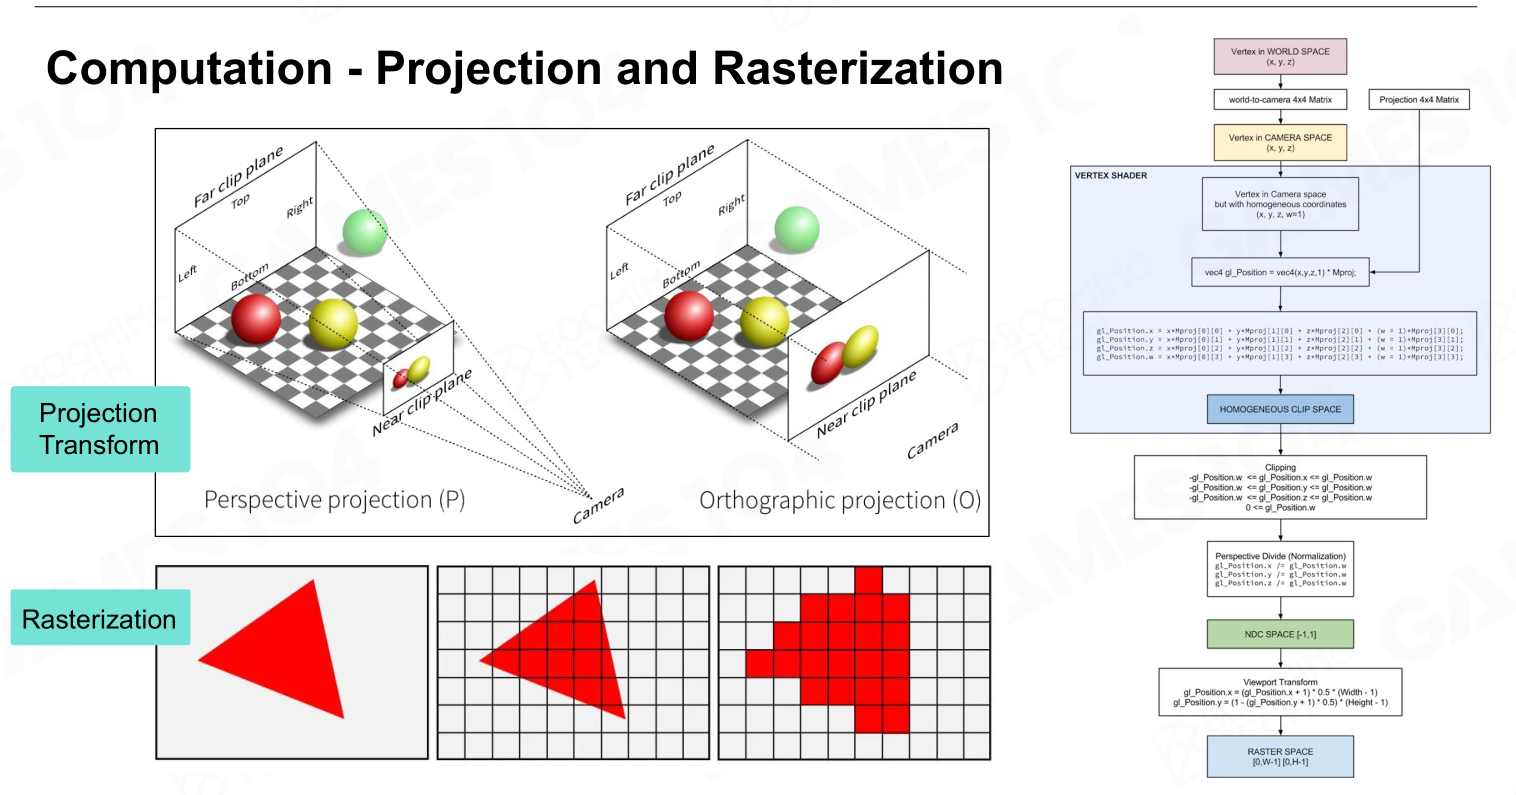 Computation - Projection and Rasterization
Projection
Transform
Far clip plane
Top
Right
Left
Bottom
Near clip plane
Camera
Perspective projection (P)
Far clip plane
Top
Right
Left
Bottom
Near clip plane
Camera
Orthographic projection (O)
Rasterization
Vertex in WORLD SPACE
(x, y, z)
world-to-camera 4x4 Matrix
Projection 4x4 Matrix
Vertex in CAMERA SPACE
(x, y, z)
VERTEX SHADER
Vertex in Camera space
but with homogeneous coordinates
(x, y, z, w=1)
vec4 gl_Position = vec4(x,y,z,1) * Mproj;
gl_Position.x = x*Mproj[0][0] + y*Mproj[1][0] + z*Mproj[2][0] + (w = 1)*Mproj[3][0];
gl_Position.y = x*Mproj[0][1] + y*Mproj[1][1] + z*Mproj[2][1] + (w = 1)*Mproj[3][1];
gl_Position.z = x*Mproj[0][2] + y*Mproj[1][2] + z*Mproj[2][2] + (w = 1)*Mproj[3][2];
gl_Position.w = x*Mproj[0][3] + y*Mproj[1][3] + z*Mproj[2][3] + (w = 1)*Mproj[3][3];
HOMOGENEOUS CLIP SPACE
Clipping
-gl_Position.w <= gl_Position.x <= gl_Position.w
-gl_Position.w <= gl_Position.y <= gl_Position.w
-gl_Position.w <= gl_Position.z <= gl_Position.w
0 <= gl_Position.w
Perspective Divide (Normalization)
gl_Position.x /= gl_Position.w
gl_Position.y /= gl_Position.w
gl_Position.z /= gl_Position.w
NDC SPACE [-1,1]
Viewport Transform
gl_Position.x = (gl_Position.x + 1) * 0.5 * (Width - 1)
gl_Position.y = (1 - (gl_Position.y + 1) * 0.5) * (Height - 1)
RASTER SPACE
[0,W-1] [0,H-1]
BOOMING
GAMES 104